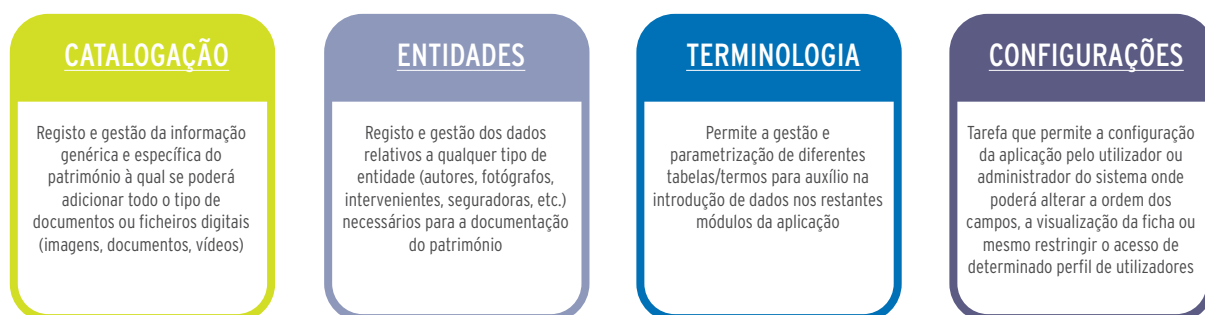 CATALOGAÇÃO
Registo e gestão da informação
genérica e específica do
património à qual se poderá
adicionar todo o tipo de
documentos ou ficheiros digitais
(imagens, documentos, vídeos)
ENTIDADES
Registo e gestão dos dados
relativos a qualquer tipo de
entidade (autores, fotógrafos,
intervenientes, seguradoras, etc.)
necessários para a documentação
do património
TERMINOLOGIA
Permite a gestão e
parametrização de diferentes
tabelas/termos para auxílio na
introdução de dados nos restantes
módulos da aplicação
CONFIGURAÇÕES
Tarefa que permite a configuração
da aplicação pelo utilizador ou
administrador do sistema onde
poderá alterar a ordem dos
campos, a visualização da ficha ou
mesmo restringir o acesso de
determinado perfil de utilizadores